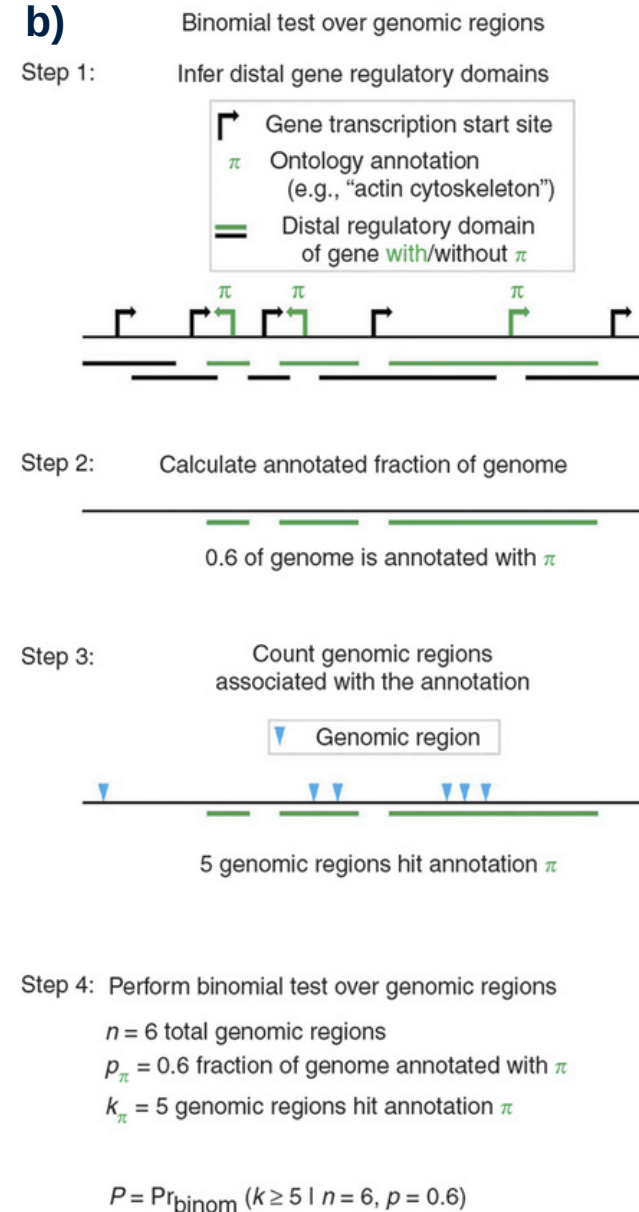 b)
Binomial test over genomic regions
Step 1: Infer distal gene regulatory domains
Gene transcription start site
π Ontology annotation
(e.g., “actin cytoskeleton”)
Distal regulatory domain
of gene with/without π
π π π
Step 2: Calculate annotated fraction of genome
0.6 of genome is annotated with π
Step 3: Count genomic regions
associated with the annotation
Genomic region
5 genomic regions hit annotation π
Step 4: Perform binomial test over genomic regions
n = 6 total genomic regions
pπ = 0.6 fraction of genome annotated with π
kπ = 5 genomic regions hit annotation π
P = Prbinom (k ≥ 5 | n = 6, p = 0.6)